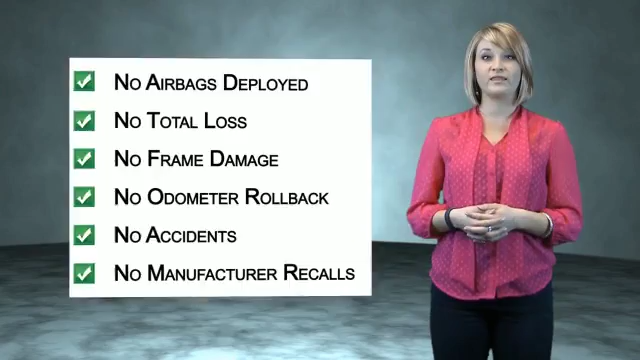 No Airbags Deployed
No Total Loss
No Frame Damage
No Odometer Rollback
No Accidents
No Manufacturer Recalls